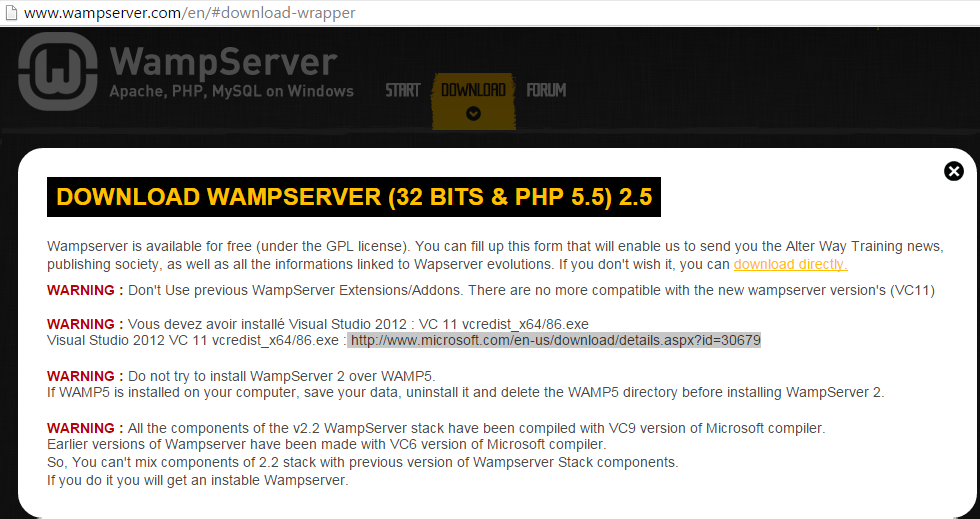 www.wampserver.com/en/#download-wrapper
WampServer
Apache, PHP, MySQL on Windows
START
DOWNLOAD
FORUM
DOWNLOAD WAMPSERVER (32 BITS & PHP 5.5) 2.5
Wampserver is available for free (under the GPL license). You can fill up this form that will enable us to send you the Alter Way Training news,
publishing society, as well as all the informations linked to Wapserver evolutions. If you don't wish it, you can download directly.
WARNING : Don't Use previous WampServer Extensions/Addons. There are no more compatible with the new wampserver version's (VC11)
WARNING : Vous devez avoir installé Visual Studio 2012 : VC 11 vcredist_x64/86.exe
Visual Studio 2012 VC 11 vcredist_x64/86.exe : http://www.microsoft.com/en-us/download/details.aspx?id=30679
WARNING : Do not try to install WampServer 2 over WAMP5.
If WAMP5 is installed on your computer, save your data, uninstall it and delete the WAMP5 directory before installing WampServer 2.
WARNING : All the components of the v2.2 WampServer stack have been compiled with VC9 version of Microsoft compiler.
Earlier versions of Wampserver have been made with VC6 version of Microsoft compiler.
So, You can't mix components of 2.2 stack with previous version of Wampserver Stack components.
If you do it you will get an instable Wampserver.